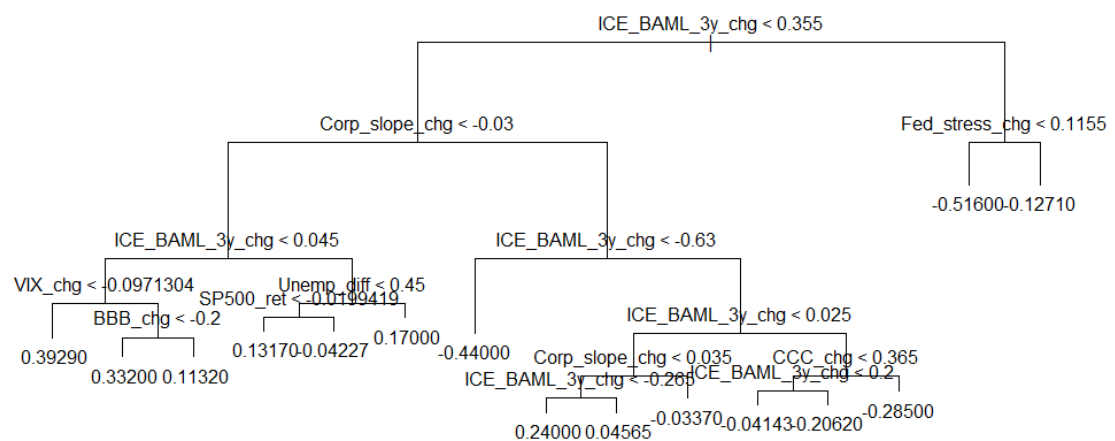 ICE_BAML_3y_chg < 0.355
Corp_slope_chg < -0.03
Fed_stress_chg < 0.1155
-0.51600
-0.12710
ICE_BAML_3y_chg < 0.045
ICE_BAML_3y_chg < -0.63
VIX_chg < -0.0971304
Unemp_diff < 0.45
SP500_ret < -0.0199419
BBB_chg < -0.2
ICE_BAML_3y_chg < 0.025
0.39290
0.33200
0.11320
0.13170
-0.04227
0.17000
-0.44000
Corp_slope_chg < 0.035
CCC_chg < 0.365
ICE_BAML_3y_chg < -0.265
ICE_BAML_3y_chg < 0.2
0.24000
0.04565
-0.03370
-0.04143
-0.20620
-0.28500